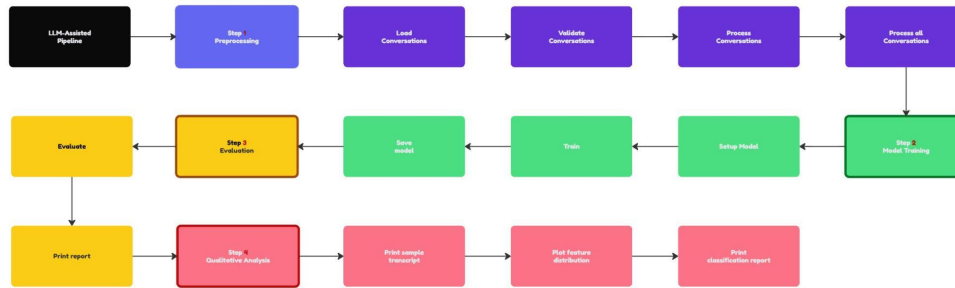 LLM-Assisted
Pipeline
Step 1
Preprocessing
Load
Conversations
Validate
Conversations
Process
Conversations
Process all
Conversations
Evaluate
Step 3
Evaluation
Save
model
Train
Setup Model
Step 2
Model Training
Print report
Step 4
Qualitative Analysis
Print sample
transcript
Plot feature
distribution
Print
classification report